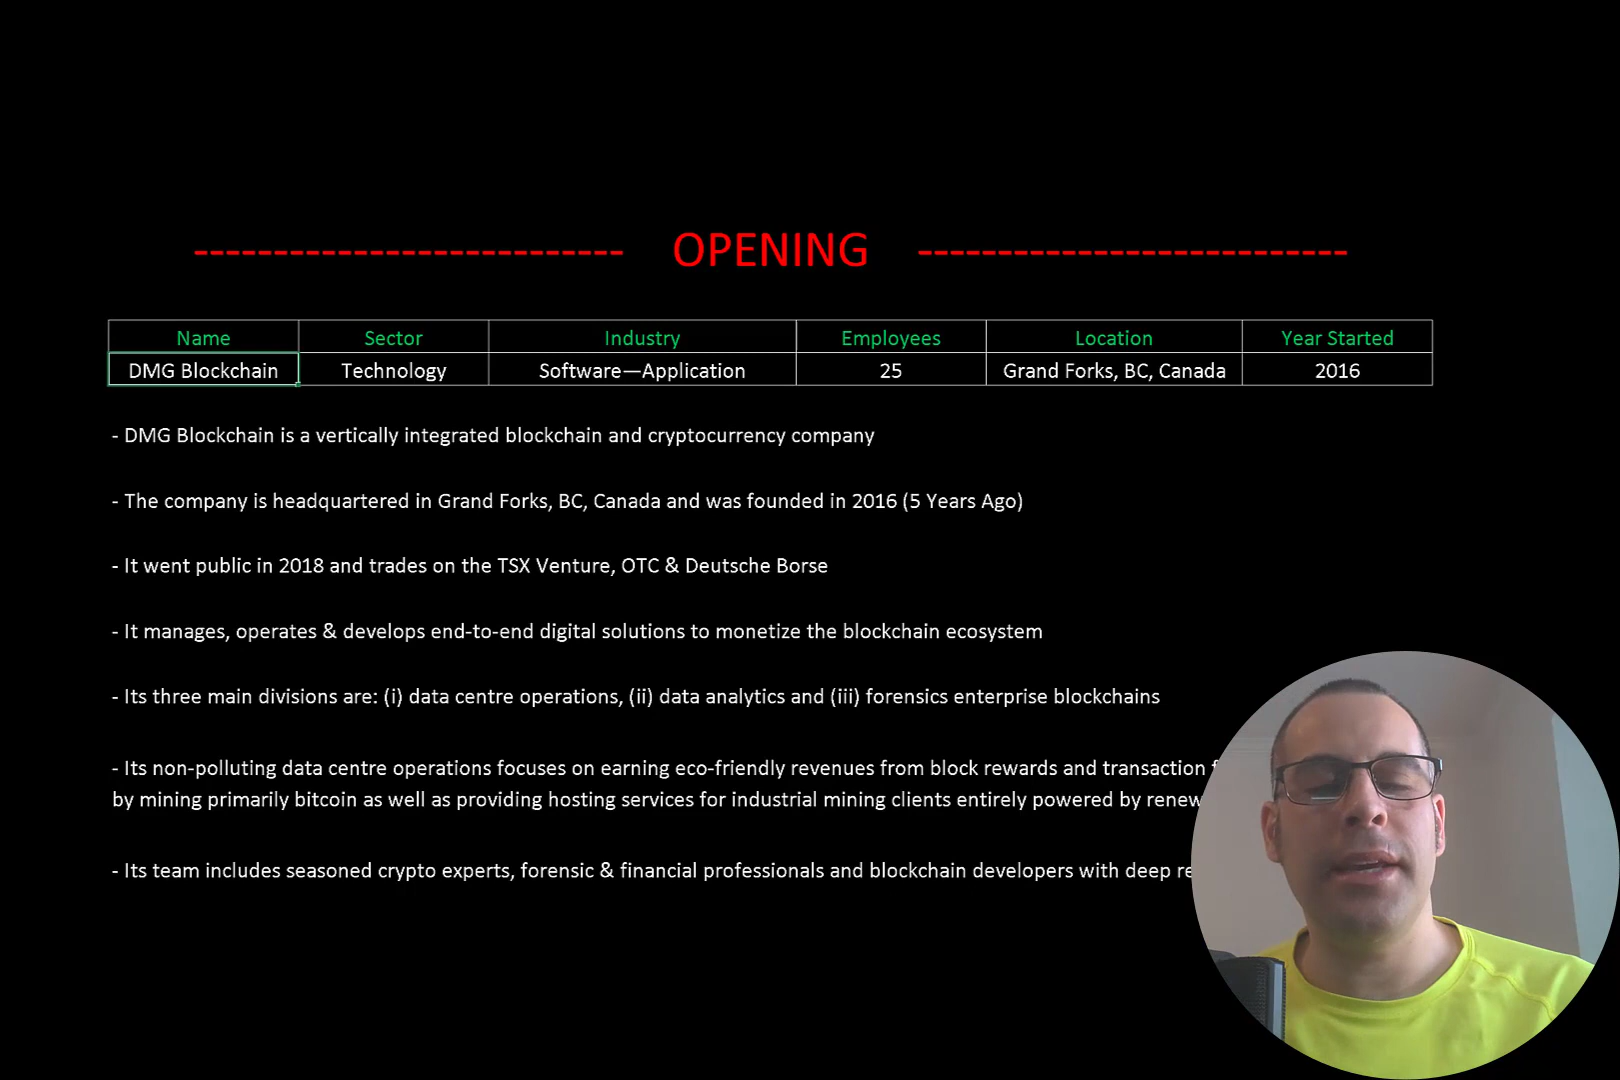 -------------------------- OPENING --------------------------
Name Sector Industry Employees Location Year Started
DMG Blockchain Technology Software—Application 25 Grand Forks, BC, Canada 2016
- DMG Blockchain is a vertically integrated blockchain and cryptocurrency company
- The company is headquartered in Grand Forks, BC, Canada and was founded in 2016 (5 Years Ago)
- It went public in 2018 and trades on the TSX Venture, OTC & Deutsche Borse
- It manages, operates & develops end-to-end digital solutions to monetize the blockchain ecosystem
- Its three main divisions are: (i) data centre operations, (ii) data analytics and (iii) forensics enterprise blockchains
- Its non-polluting data centre operations focuses on earning eco-friendly revenues from block rewards and transaction
by mining primarily bitcoin as well as providing hosting services for industrial mining clients entirely powered by
- Its team includes seasoned crypto experts, forensic & financial professionals and blockchain developers with deep